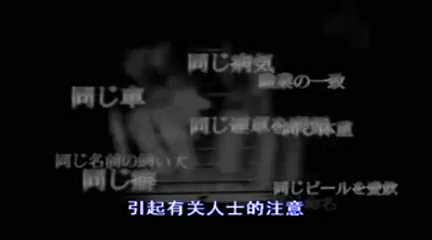 同じ病気
職業の一致
同じ車
同じ
同じ体重
同じ名前の飼い犬
同じ癖
同じビールを愛飲
引起有关人士的注意